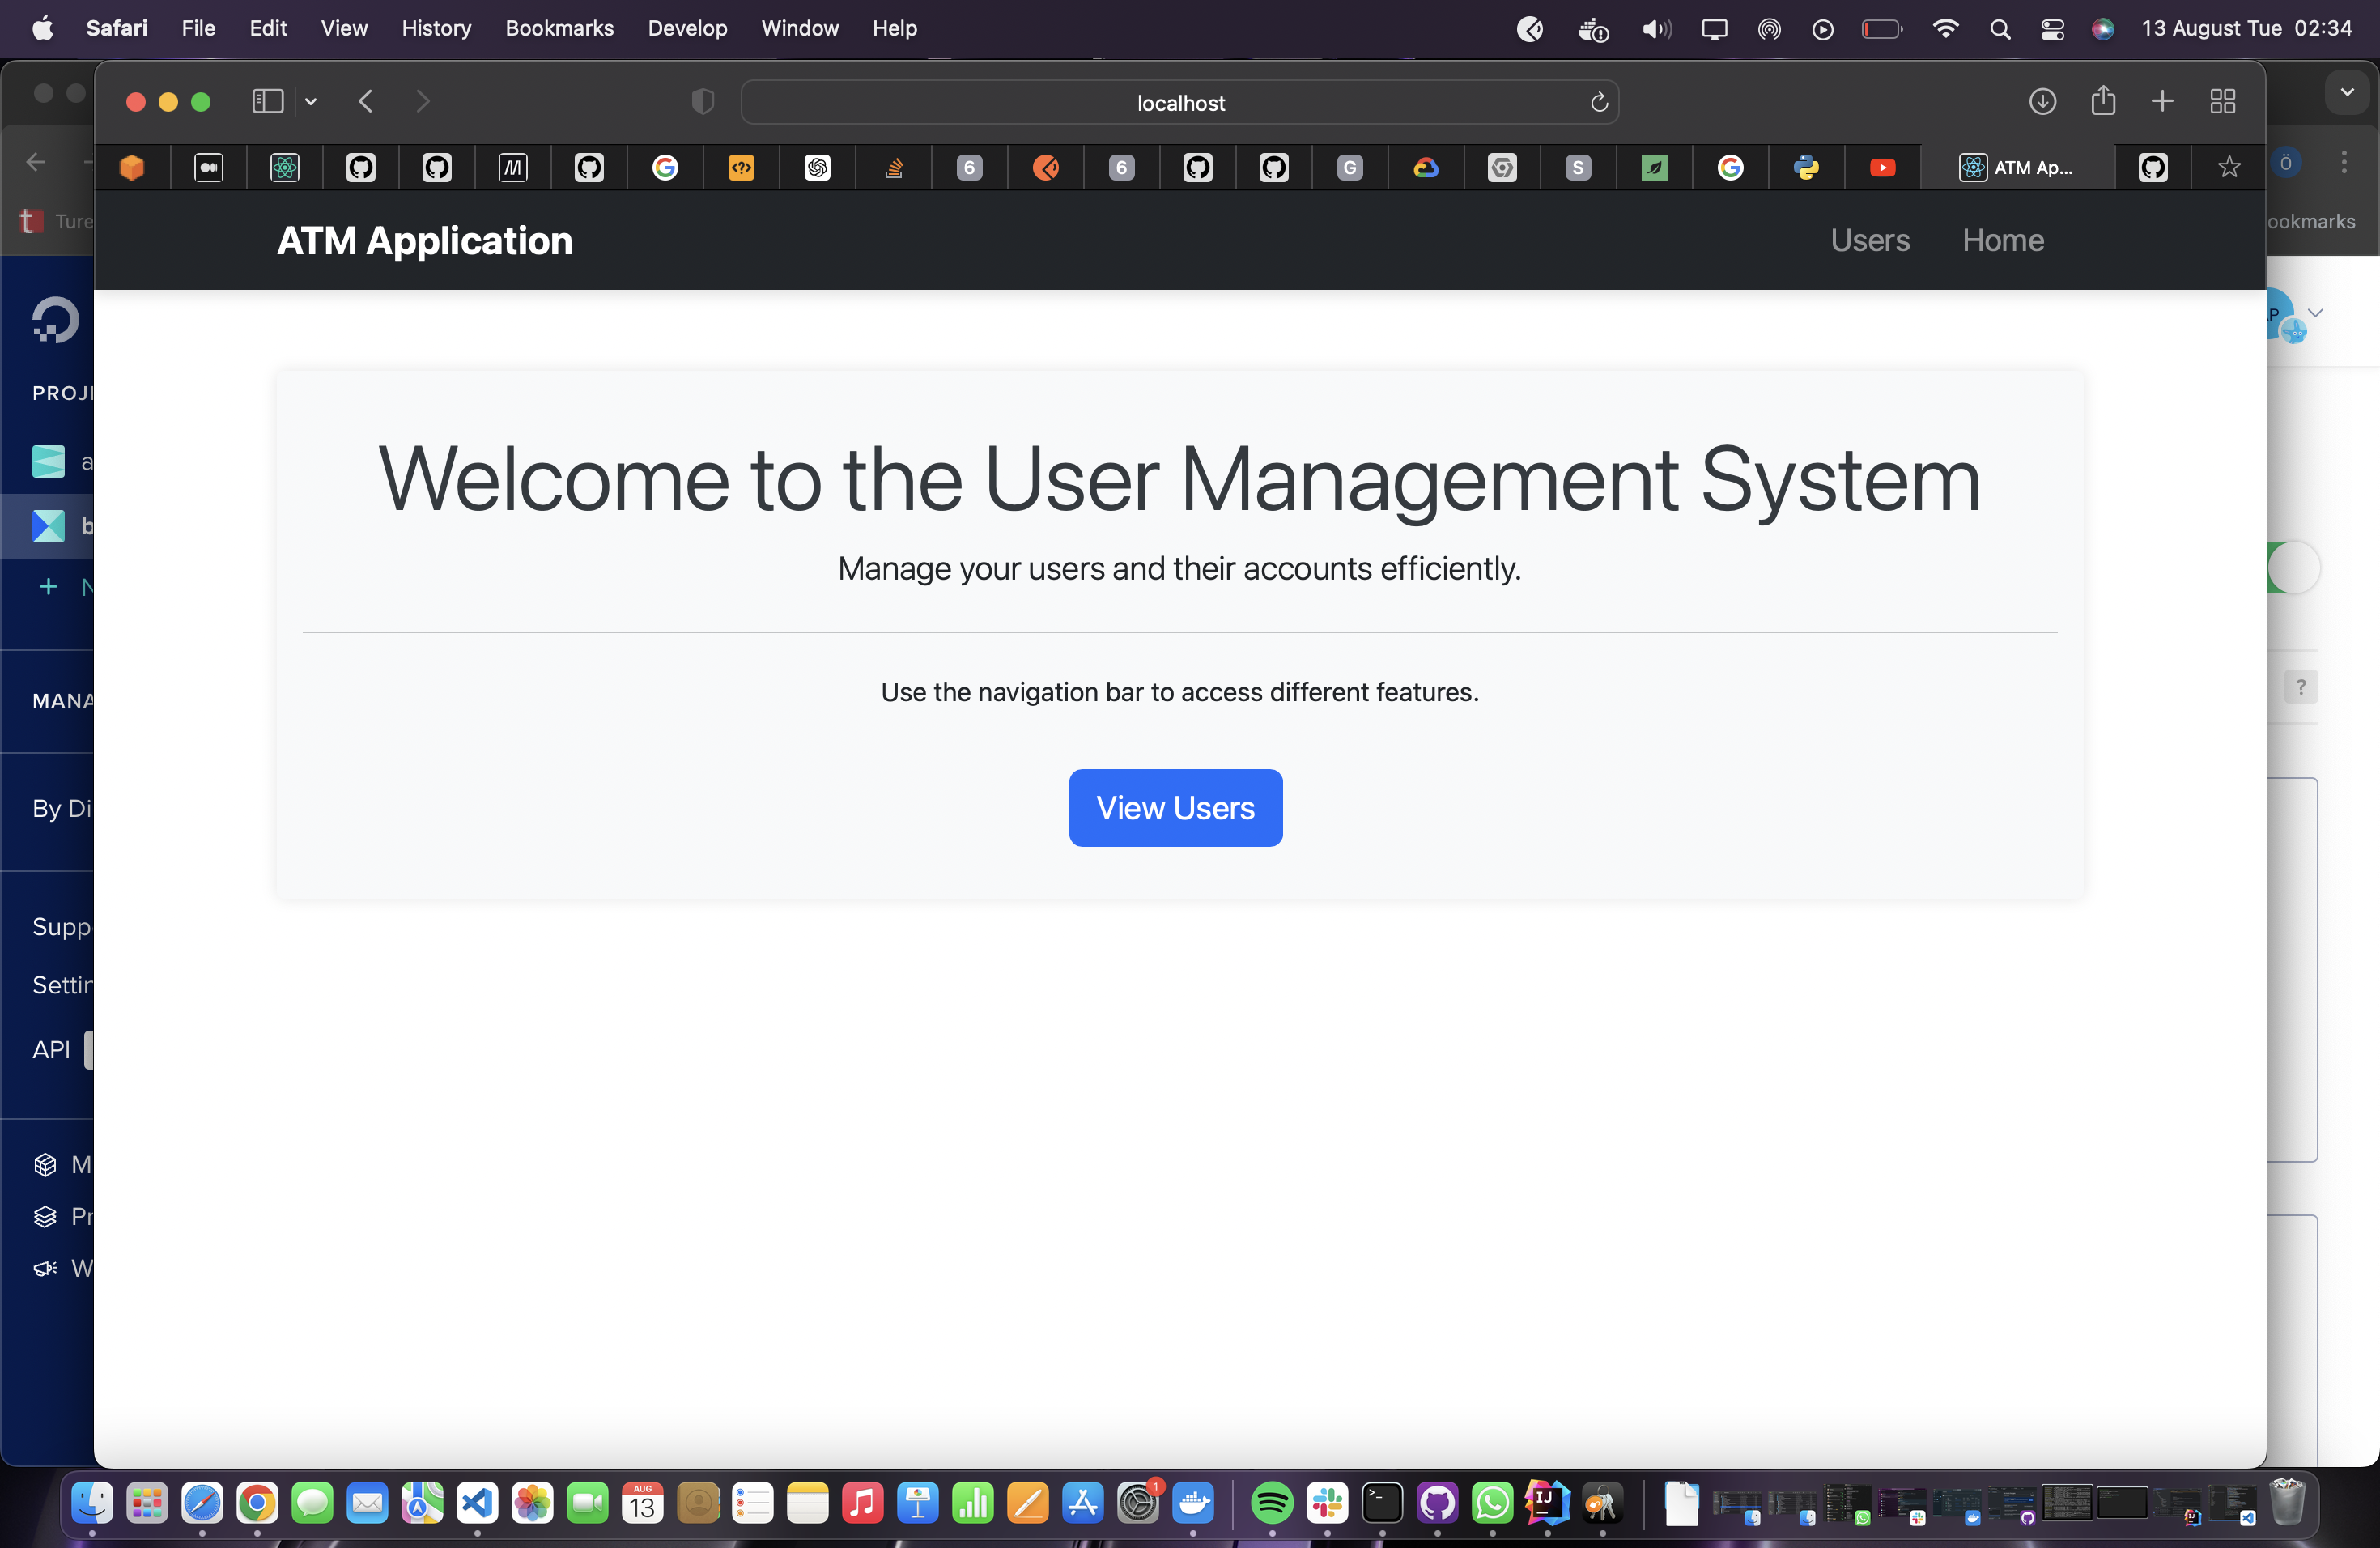 Safari File Edit View History Bookmarks Develop Window Help 13 August Tue 02:34
localhost
6 6 G S ATM Ap...
Ö
t Ture
ookmarks
ATM Application Users Home
P
PROJ
a
b
N
MANA
By Di
Supp
Settin
API
M
Pr
W
?
Welcome to the User Management System
Manage your users and their accounts efficiently.
Use the navigation bar to access different features.
View Users
AUG
13
1
IJ